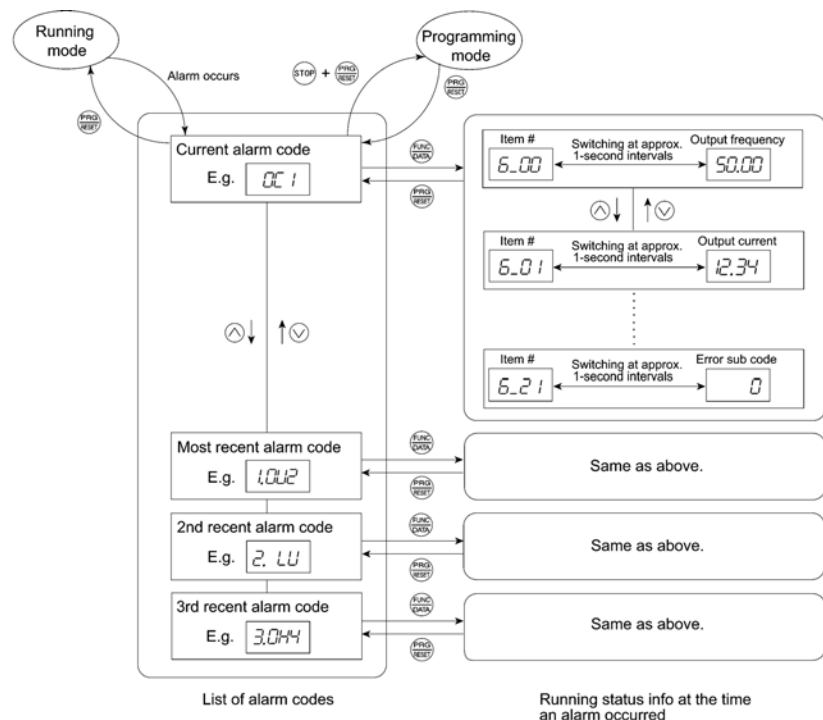 Running
mode
Programming
mode
Alarm occurs
STOP + PRG
RESET
PRG
RESET
PRG
RESET
Current alarm code
E.g. OC1
FUNC
DATA
PRG
RESET
Item #
6_00
Switching at approx.
1-second intervals
Output frequency
50.00
Item #
6_01
Switching at approx.
1-second intervals
Output current
12.34
Item #
6_21
Switching at approx.
1-second intervals
Error sub code
0
Most recent alarm code
E.g. 1.OU2
FUNC
DATA
PRG
RESET
Same as above.
2nd recent alarm code
E.g. 2. LU
FUNC
DATA
PRG
RESET
Same as above.
3rd recent alarm code
E.g. 3.OH4
FUNC
DATA
PRG
RESET
Same as above.
List of alarm codes
Running status info at the time
an alarm occurred